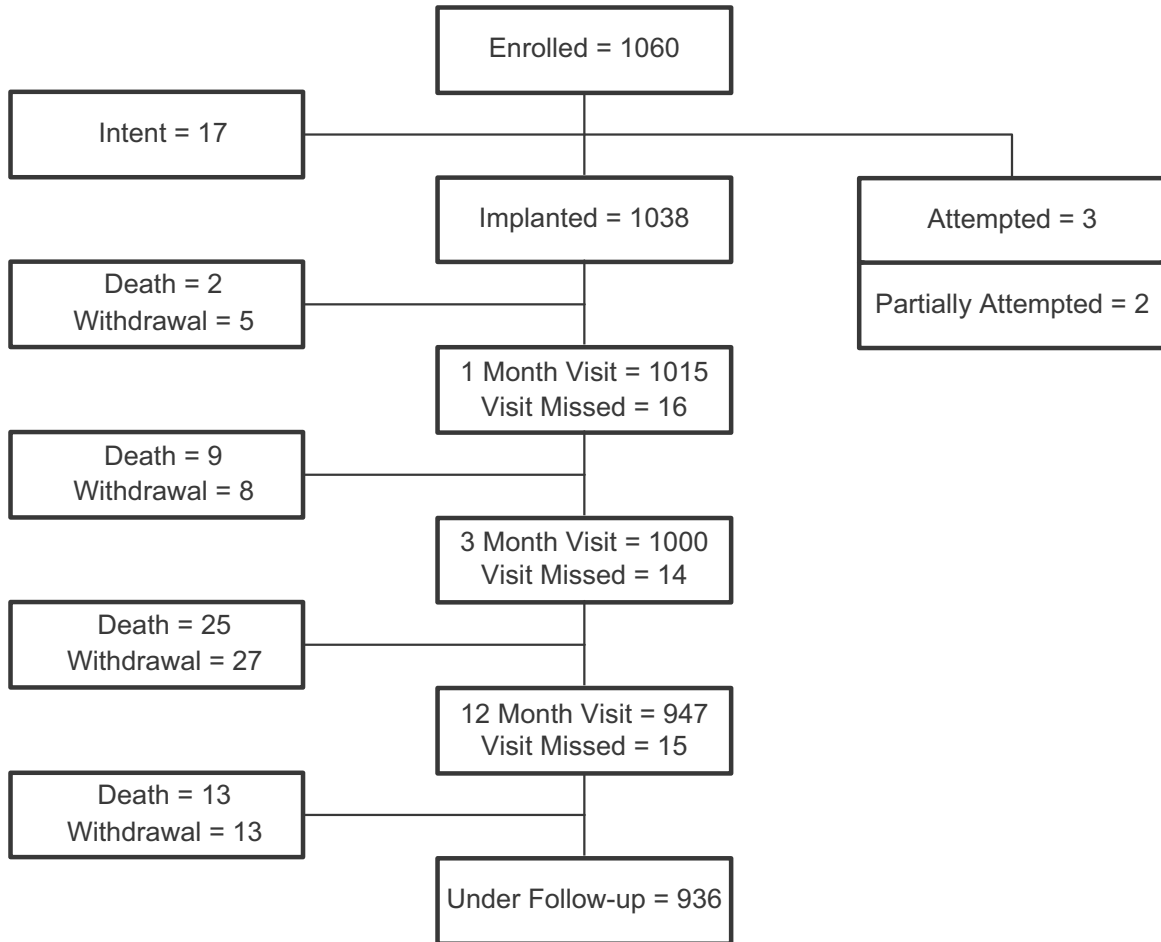 Enrolled = 1060
Intent = 17
Implanted = 1038
Attempted = 3
Partially Attempted = 2
Death = 2
Withdrawal = 5
1 Month Visit = 1015
Visit Missed = 16
Death = 9
Withdrawal = 8
3 Month Visit = 1000
Visit Missed = 14
Death = 25
Withdrawal = 27
12 Month Visit = 947
Visit Missed = 15
Death = 13
Withdrawal = 13
Under Follow-up = 936